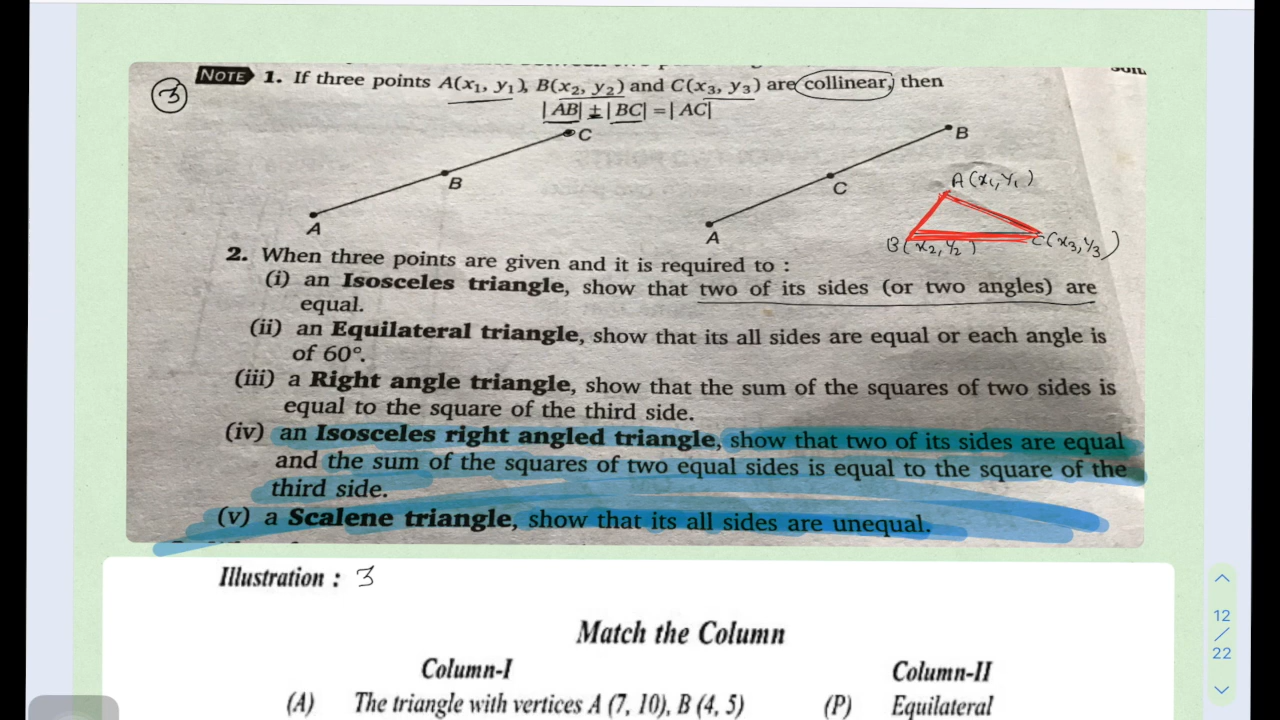 3
NOTE 1. If three points A(x₁, y₁), B(x₂, y₂) and C(x₃, y₃) are collinear, then
| AB| ± | BC| = | AC|
C
B
A
B
C
A
A (x₁, y₁)
B( x₂, y₂ )
C(x₃, y₃ )
2. When three points are given and it is required to :
(i) an Isosceles triangle, show that two of its sides (or two angles) are
equal.
(ii) an Equilateral triangle, show that its all sides are equal or each angle is
of 60°.
(iii) a Right angle triangle, show that the sum of the squares of two sides is
equal to the square of the third side.
(iv) an Isosceles right angled triangle, show that two of its sides are equal
and the sum of the squares of two equal sides is equal to the square of the
third side.
(v) a Scalene triangle, show that its all sides are unequal.
Illustration : 3
Match the Column
Column-I Column-II
(A) The triangle with vertices A (7, 10), B (4, 5) (P) Equilateral
12
/
22